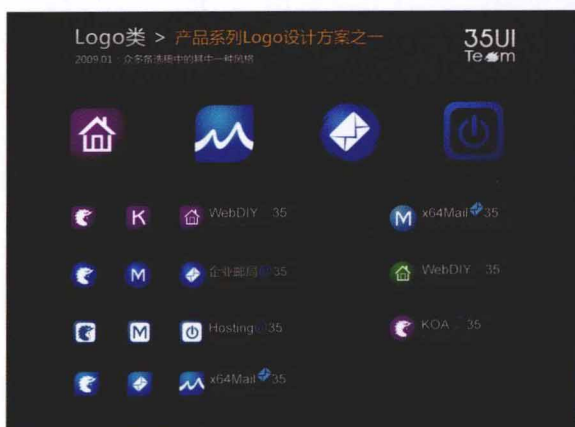 Logo类 > 产品系列Logo设计方案之一
2009.01 · 众多备选稿中的其中一种风格
35UI
Team
K WebDIY 35
M x64Mail 35
M 企业邮局 35
WebDIY 35
M Hosting 35
KOA 35
x64Mail 35